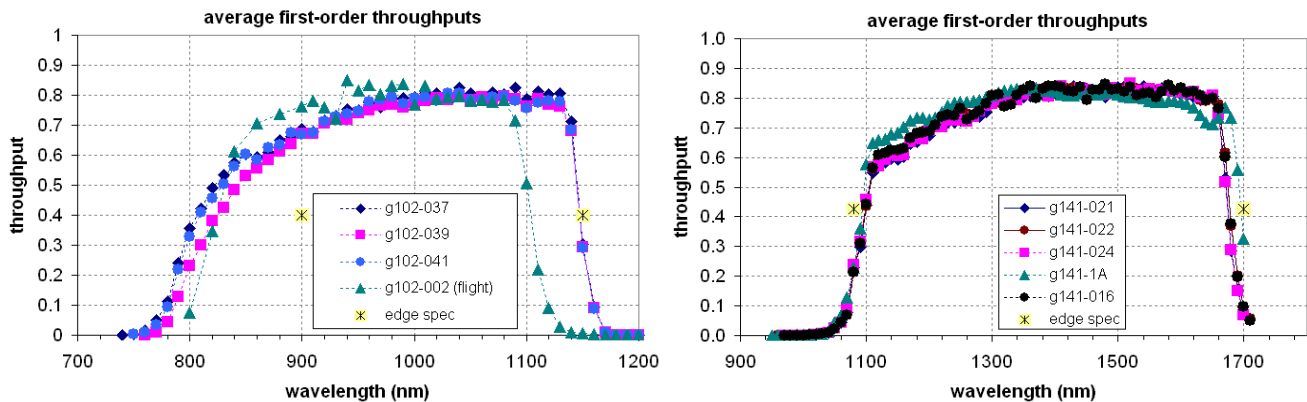 average first-order throughputs
1
0.9
0.8
0.7
0.6
0.5
0.4
0.3
0.2
0.1
0
throughput
g102-037
g102-039
g102-041
g102-002 (flight)
edge spec
700 800 900 1000 1100 1200
wavelength (nm)
average first-order throughputs
1.0
0.9
0.8
0.7
0.6
0.5
0.4
0.3
0.2
0.1
0.0
throughputt
g141-021
g141-022
g141-024
g141-1A
g141-016
edge spec
900 1100 1300 1500 1700
wavelength (nm)